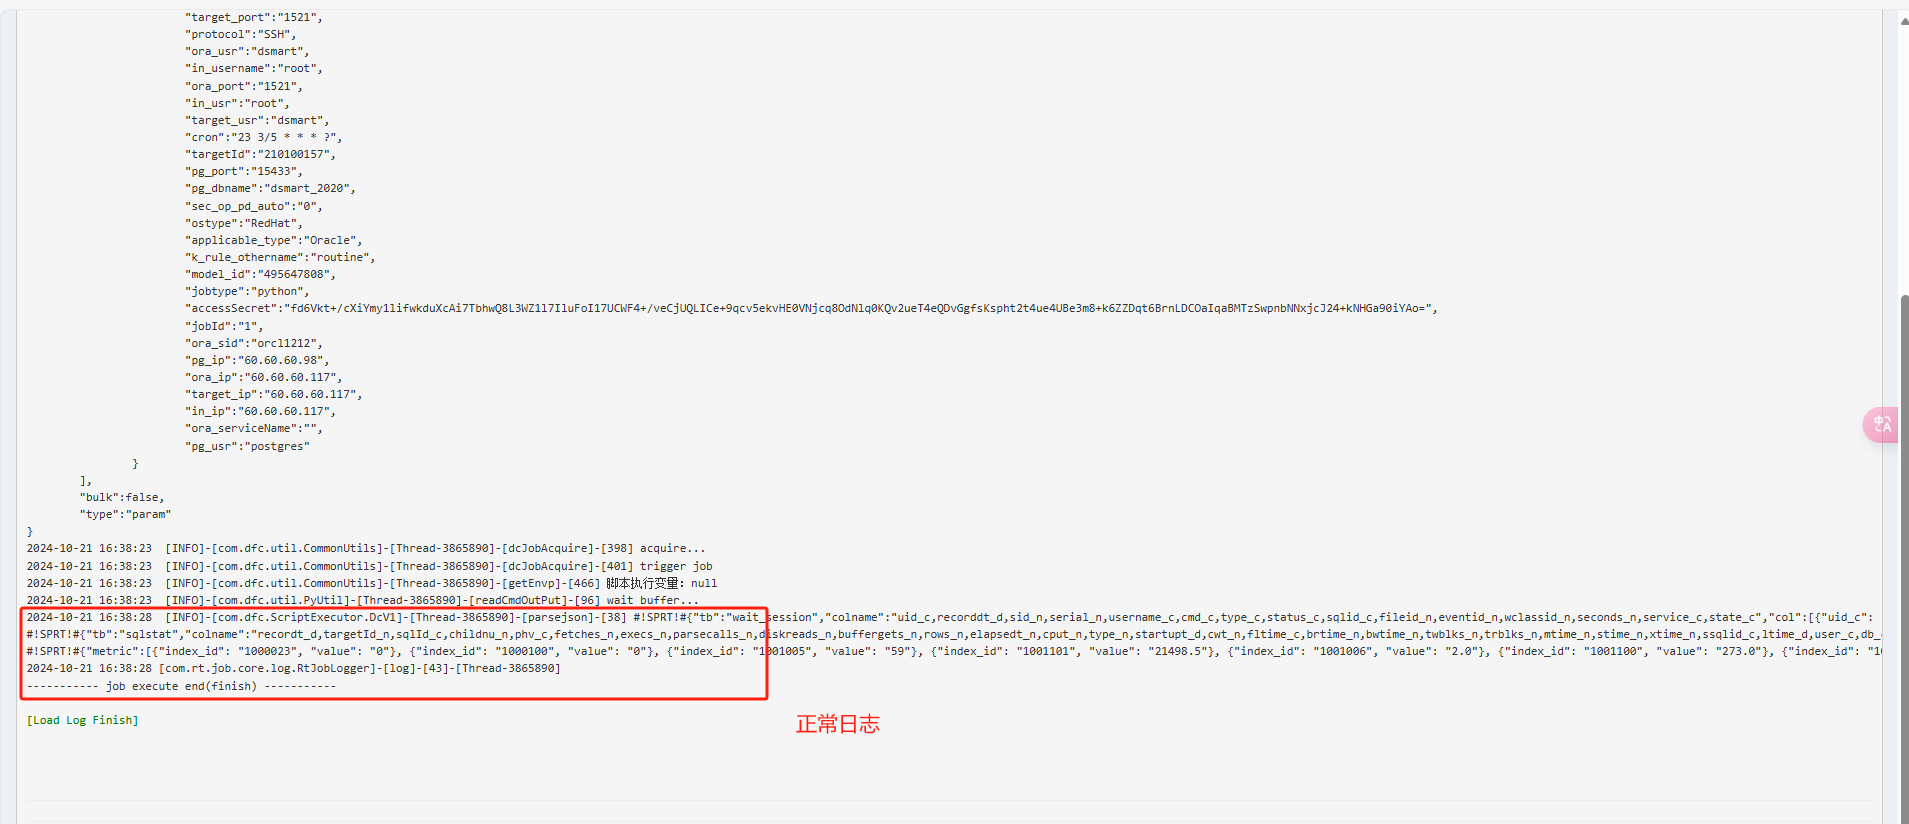 "target_port":"1521",
"protocol":"SSH",
"ora_usr":"dsmart",
"in_username":"root",
"ora_port":"1521",
"in_usr":"root",
"target_usr":"dsmart",
"cron":"23 3/5 * * * ?",
"targetId":"210100157",
"pg_port":"15433",
"pg_dbname":"dsmart_2020",
"sec_op_pd_auto":"0",
"ostype":"RedHat",
"applicable_type":"Oracle",
"k_rule_othername":"routine",
"model_id":"495647808",
"jobtype":"python",
"accessSecret":"fd6Vkt+/cXiYmy1lifwkduXcAi7TbhwQ8L3WZ1l7IluFoI17UCWF4+/veCjUQLICe+9qcv5ekvHE0VNjcq8OdNlq0KQv2ueT4eQDvGgfsKspht2t4ue4UBe3m8+k6ZZDqt6BrnLDCOaIqaBMTzSwpnbNNxjcJ24+kNHGa90iYAo=",
"jobId":"1",
"ora_sid":"orcl1212",
"pg_ip":"60.60.60.98",
"ora_ip":"60.60.60.117",
"target_ip":"60.60.60.117",
"in_ip":"60.60.60.117",
"ora_serviceName":"",
"pg_usr":"postgres"
}
],
"bulk":false,
"type":"param"
}
2024-10-21 16:38:23 [INFO]-[com.dfc.util.CommonUtils]-[Thread-3865890]-[dcJobAcquire]-[398] acquire...
2024-10-21 16:38:23 [INFO]-[com.dfc.util.CommonUtils]-[Thread-3865890]-[dcJobAcquire]-[401] trigger job
2024-10-21 16:38:23 [INFO]-[com.dfc.util.CommonUtils]-[Thread-3865890]-[getEnvp]-[466] 脚本执行变量: null
2024-10-21 16:38:23 [INFO]-[com.dfc.util.PyUtil]-[Thread-3865890]-[readCmdOutPut]-[96] wait buffer...
2024-10-21 16:38:28 [INFO]-[com.dfc.ScriptExecutor.DcV1]-[Thread-3865890]-[parsejson]-[38] #!SPRT!#{"tb":"wait_session","colname":"uid_c,recorddt_d,sid_n,serial_n,username_c,cmd_c,type_c,status_c,sqlid_c,fileid_n,eventid_n,wclassid_n,seconds_n,service_c,state_c","col":[{"uid_c":
#!SPRT!#{"tb":"sqlstat","colname":"recordt_d,targetId_n,sqlId_c,childnu_n,phv_c,fetches_n,execs_n,parsecalls_n,diskreads_n,buffergets_n,rows_n,elapsedt_n,cput_n,type_n,startup_d,cwt_n,fltime_c,brtime_n,bwtime_n,twblks_n,trblks_n,mtime_n,stime_n,xtime_n,ssqlid_c,ltime_d,user_c,db_
#!SPRT!#{"metric":[{"index_id": "1000023", "value": "0"}, {"index_id": "1000100", "value": "0"}, {"index_id": "1001005", "value": "59"}, {"index_id": "1001101", "value": "21498.5"}, {"index_id": "1001006", "value": "2.0"}, {"index_id": "1001100", "value": "273.0"}, {"index_id": "10
2024-10-21 16:38:28 [com.rt.job.core.log.RtJobLogger]-[log]-[43]-[Thread-3865890]
----------- job execute end(finish) -----------
[Load Log Finish]
正常日志